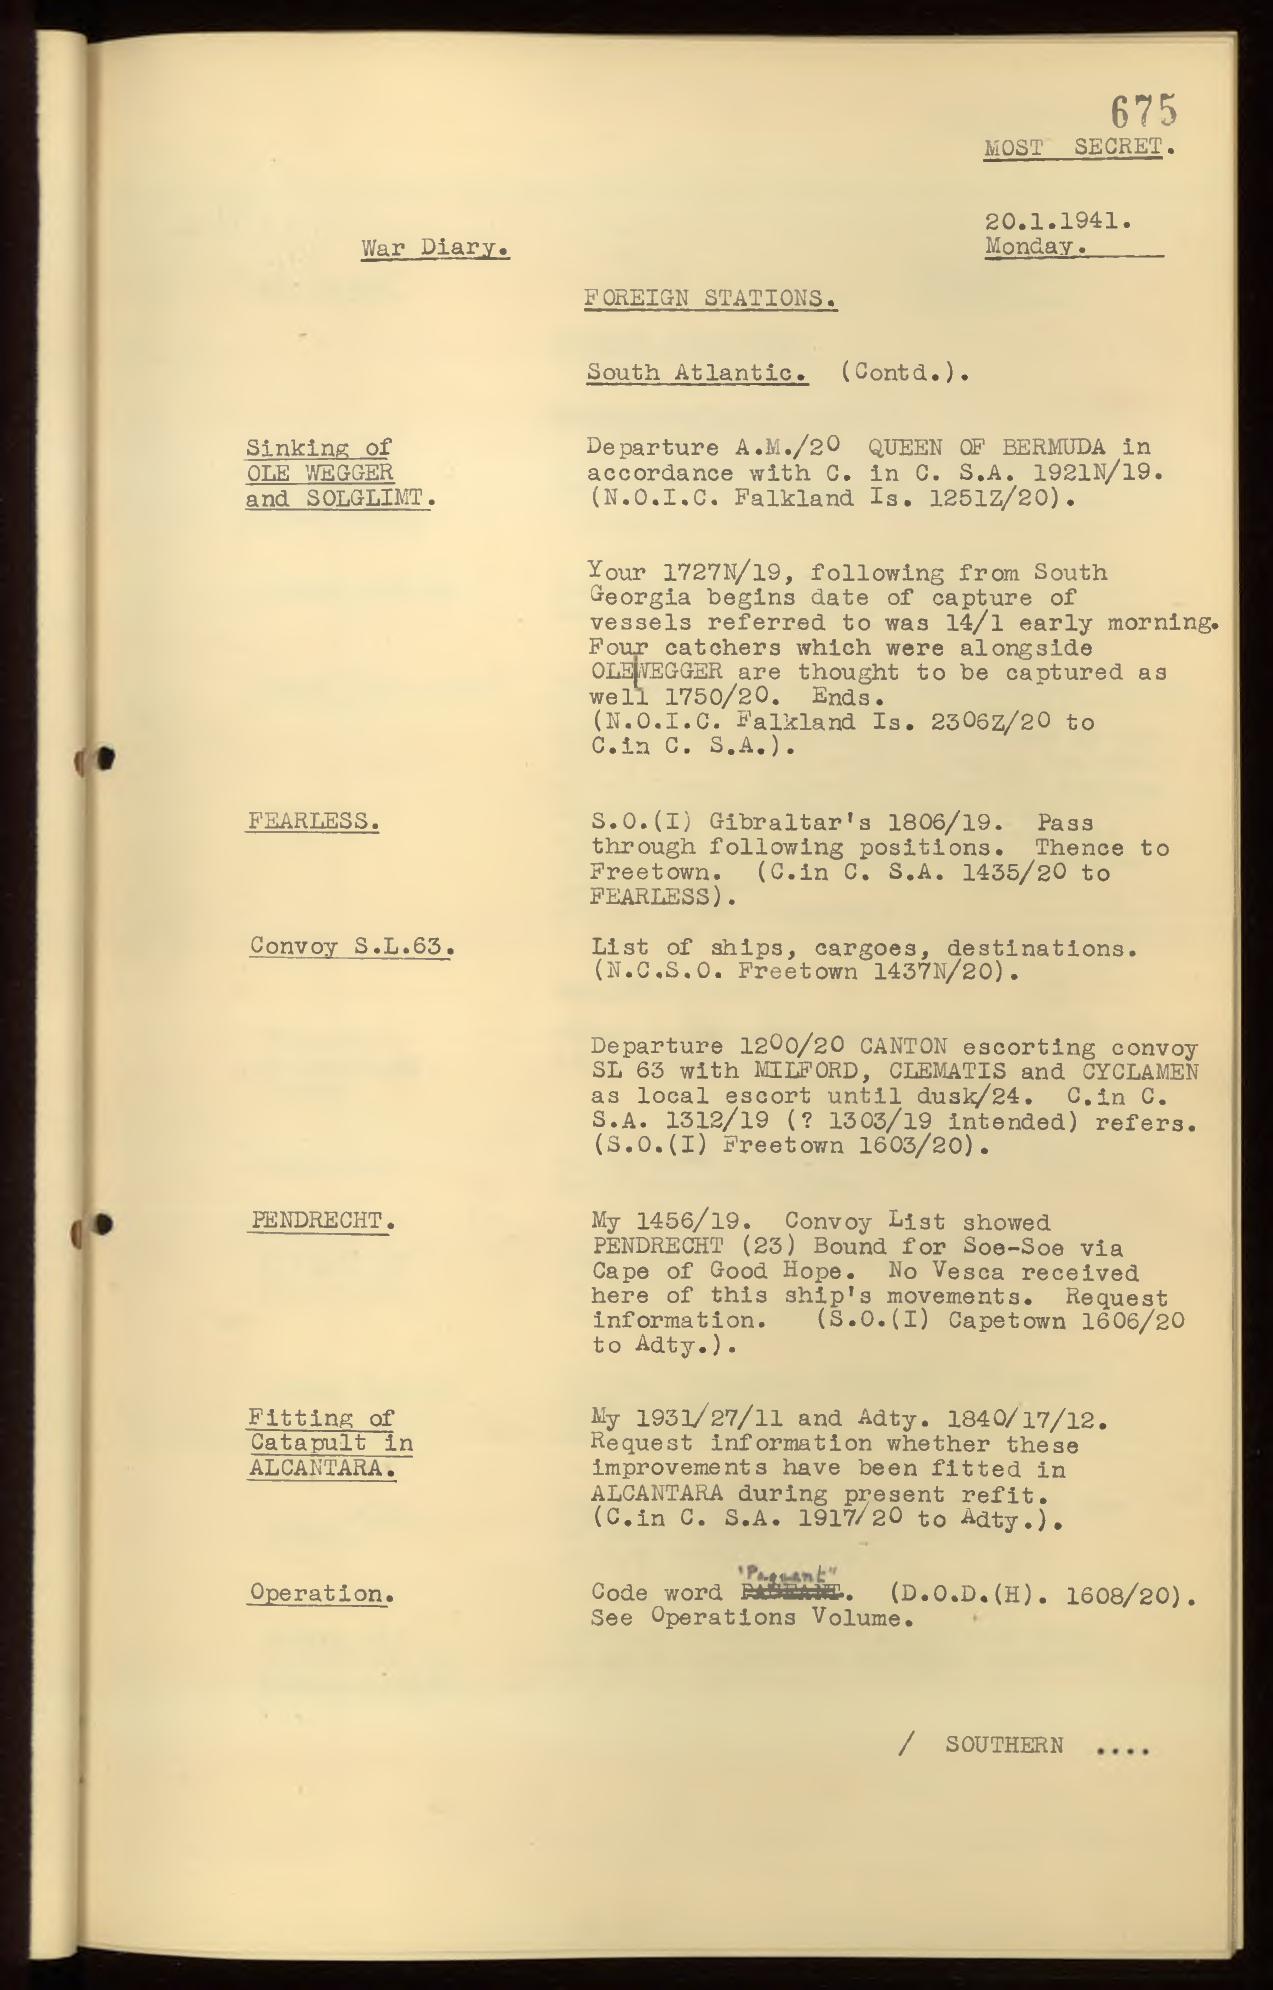 675
MOST SECRET.
20.1.1941.
War Diary.
Monday.
FOREIGN STATIONS.
South Atlantic. (Contd.).
Sinking of
OLE WEGGER
and SOLGLIMT.
Departure A.M./20 QUEEN OF BERMUDA in
accordance with C. in C. S.A. 1921N/19.
(N.O.I.C. Falkland Is. 1251Z/20).
Your 1727N/19, following from South
Georgia begins date of capture of
vessels referred to was 14/1 early morning.
Four catchers which were alongside
OLE|WEGGER are thought to be captured as
well 1750/20. Ends.
(N.O.I.C. Falkland Is. 2306Z/20 to
C.in C. S.A.).
FEARLESS.
S.O.(I) Gibraltar's 1806/19. Pass
through following positions. Thence to
Freetown. (C.in C. S.A. 1435/20 to
FEARLESS).
Convoy S.L.63.
List of ships, cargoes, destinations.
(N.C.S.O. Freetown 1437N/20).
Departure 1200/20 CANTON escorting convoy
SL 63 with MILFORD, CLEMATIS and CYCLAMEN
as local escort until dusk/24. C.in C.
S.A. 1312/19 (? 1303/19 intended) refers.
(S.O.(I) Freetown 1603/20).
PENDRECHT.
My 1456/19. Convoy List showed
PENDRECHT (23) Bound for Soe-Soe via
Cape of Good Hope. No Vesca received
here of this ship's movements. Request
information. (S.O.(I) Capetown 1606/20
to Adty.).
Fitting of
Catapult in
ALCANTARA.
My 1931/27/11 and Adty. 1840/17/12.
Request information whether these
improvements have been fitted in
ALCANTARA during present refit.
(C.in C. S.A. 1917/20 to Adty.).
Operation.
"Pageant"
Code word PAGEANT. (D.O.D.(H). 1608/20).
See Operations Volume.
/ SOUTHERN ....